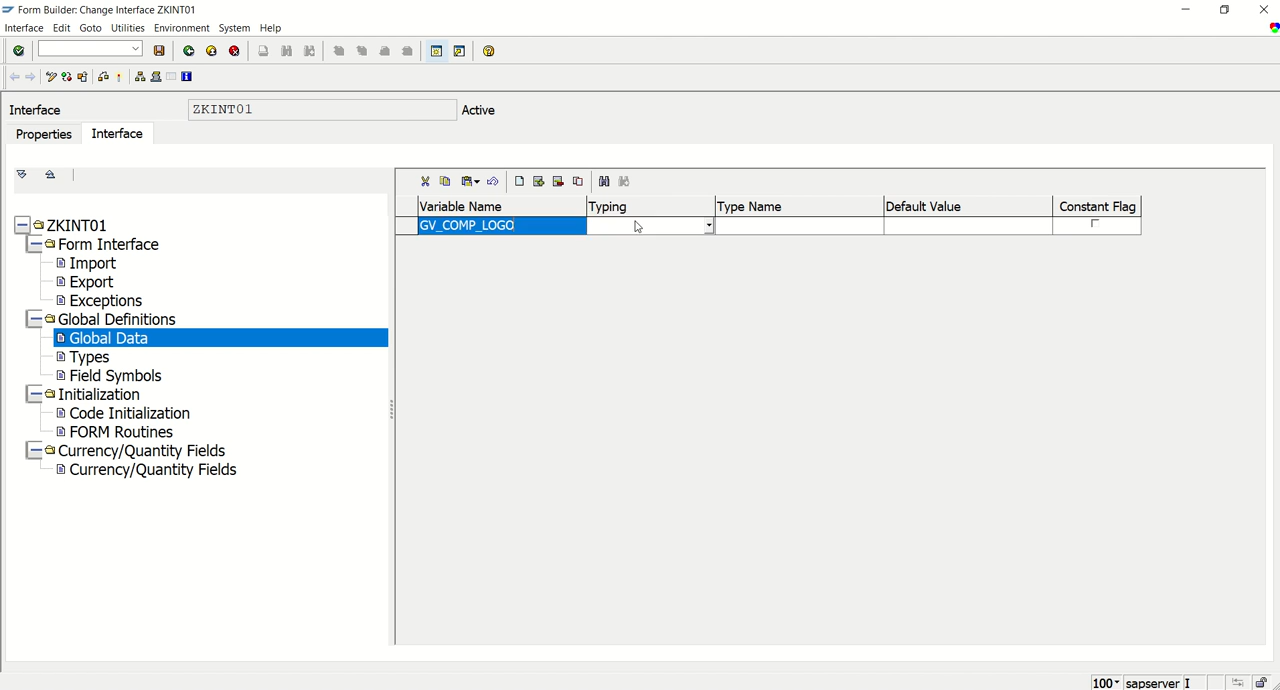 Form Builder: Change Interface ZKINT01
Interface Edit Goto Utilities Environment System Help
Interface ZKINT01 Active
Properties Interface
Variable Name Typing Type Name Default Value Constant Flag
GV_COMP_LOGO
ZKINT01
Form Interface
Import
Export
Exceptions
Global Definitions
Global Data
Types
Field Symbols
Initialization
Code Initialization
FORM Routines
Currency/Quantity Fields
Currency/Quantity Fields
100 sapserver I